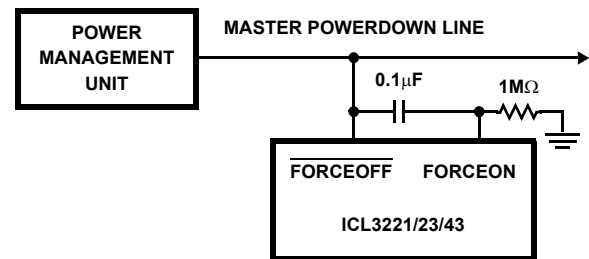 POWER
MANAGEMENT
UNIT
MASTER POWERDOWN LINE
0.1μF
1MΩ
FORCEOFF FORCEON
ICL3221/23/43